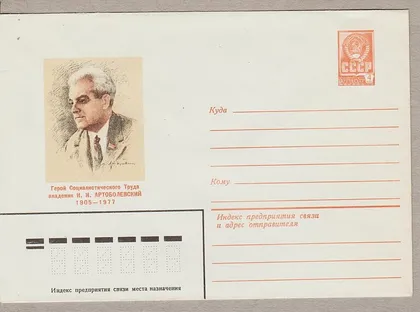 СССР
4
Куда
Кому
Герой Социалистического Труда
академик И. И. АРТОБОЛЕВСКИЙ
1905—1977
Индекс предприятия связи
и адрес отправителя
Индекс предприятия связи места назначения